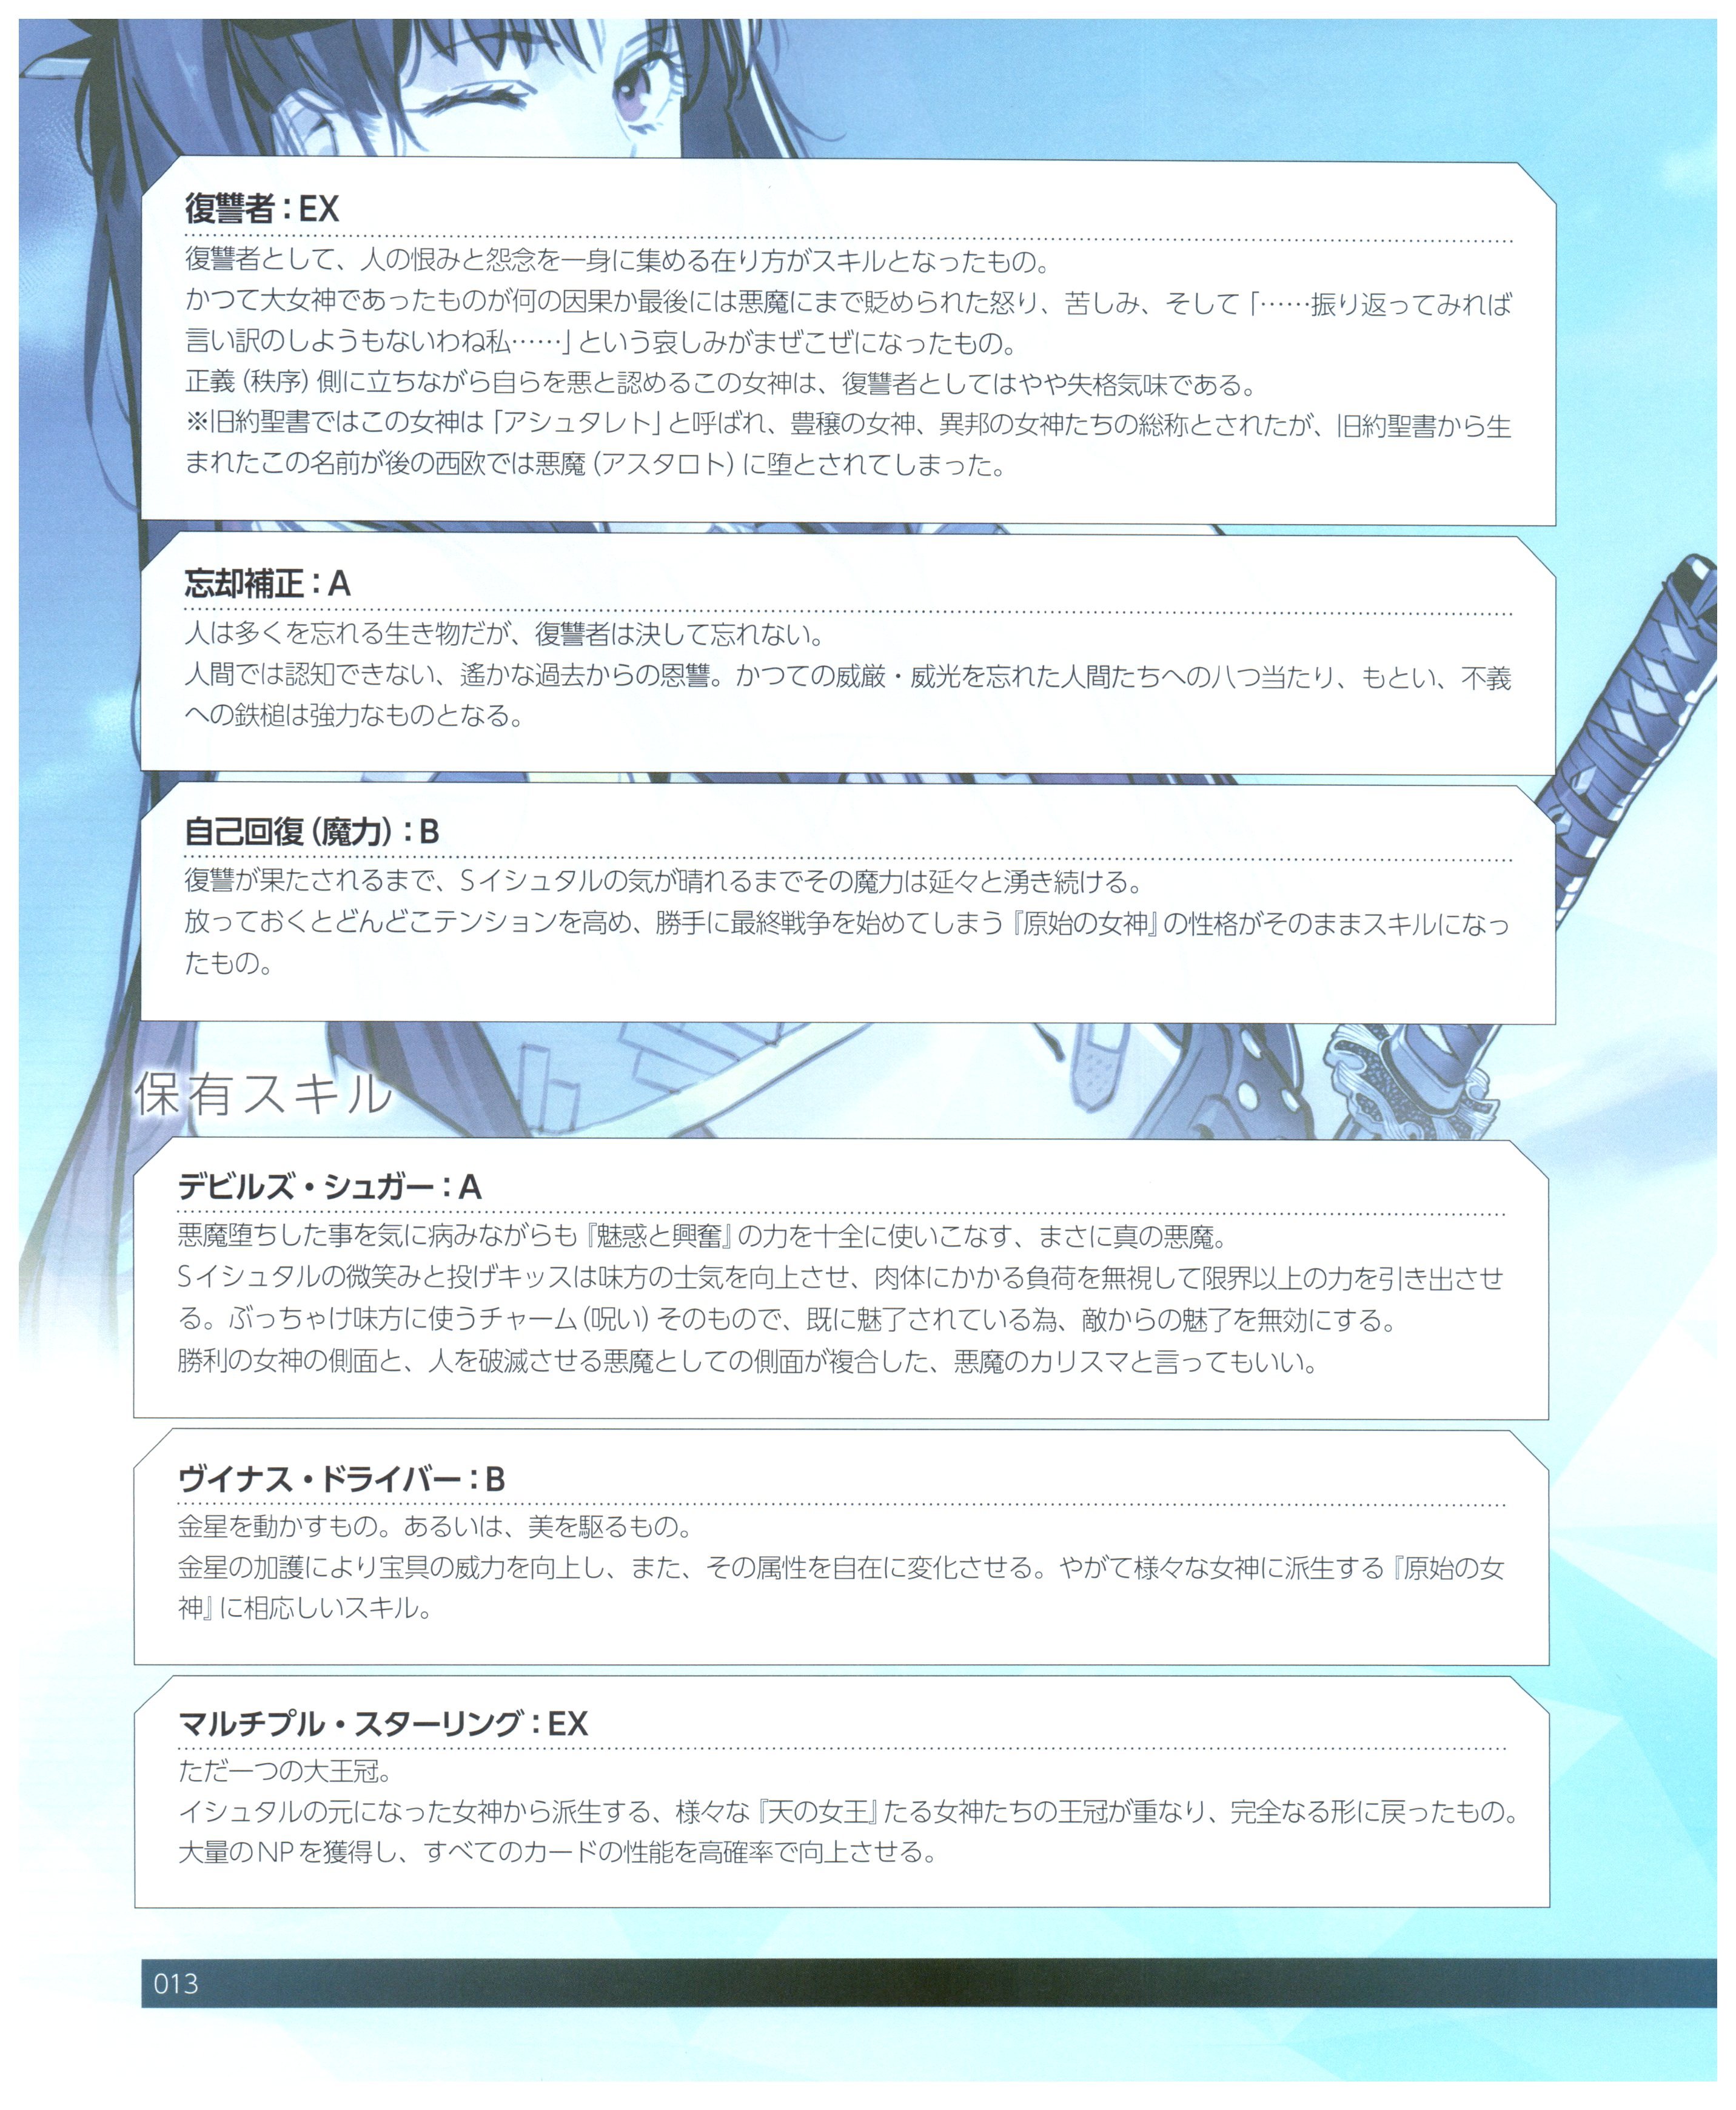 復讐者：EX
復讐者として、人の恨みと怨念を一身に集める在り方がスキルとなったもの。
かつて大女神であったものが何の因果か最後には悪魔にまで貶められた怒り、苦しみ、そして「……振り返ってみれば
言い訳のしようもないわね私……」という哀しみがまぜこぜになったもの。
正義（秩序）側に立ちながら自らを悪と認めるこの女神は、復讐者としてはやや失格気味である。
※旧約聖書ではこの女神は「アシュタレト」と呼ばれ、豊穣の女神、異邦の女神たちの総称とされたが、旧約聖書から生
まれたこの名前が後の西欧では悪魔（アスタロト）に堕とされてしまった。
忘却補正：A
人は多くを忘れる生き物だが、復讐者は決して忘れない。
人間では認知できない、遙かな過去からの恩讐。かつての威厳・威光を忘れた人間たちへの八つ当たり、もとい、不義
への鉄槌は強力なものとなる。
自己回復（魔力）：B
復讐が果たされるまで、Sイシュタルの気が晴れるまでその魔力は延々と湧き続ける。
放っておくとどんどこテンションを高め、勝手に最終戦争を始めてしまう『原始の女神』の性格がそのままスキルになっ
たもの。
保有スキル
デビルズ・シュガー：A
悪魔堕ちした事を気に病みながらも『魅惑と興奮』の力を十全に使いこなす、まさに真の悪魔。
Sイシュタルの微笑みと投げキッスは味方の士気を向上させ、肉体にかかる負荷を無視して限界以上の力を引き出させ
る。ぶっちゃけ味方に使うチャーム（呪い）そのもので、既に魅了されている為、敵からの魅了を無効にする。
勝利の女神の側面と、人を破滅させる悪魔としての側面が複合した、悪魔のカリスマと言ってもいい。
ヴィナス・ドライバー：B
金星を動かすもの。あるいは、美を駆るもの。
金星の加護により宝具の威力を向上し、また、その属性を自在に変化させる。やがて様々な女神に派生する『原始の女
神』に相応しいスキル。
マルチプル・スターリング：EX
ただ一つの大王冠。
イシュタルの元になった女神から派生する、様々な『天の女王』たる女神たちの王冠が重なり、完全なる形に戻ったもの。
大量のNPを獲得し、すべてのカードの性能を高確率で向上させる。
013